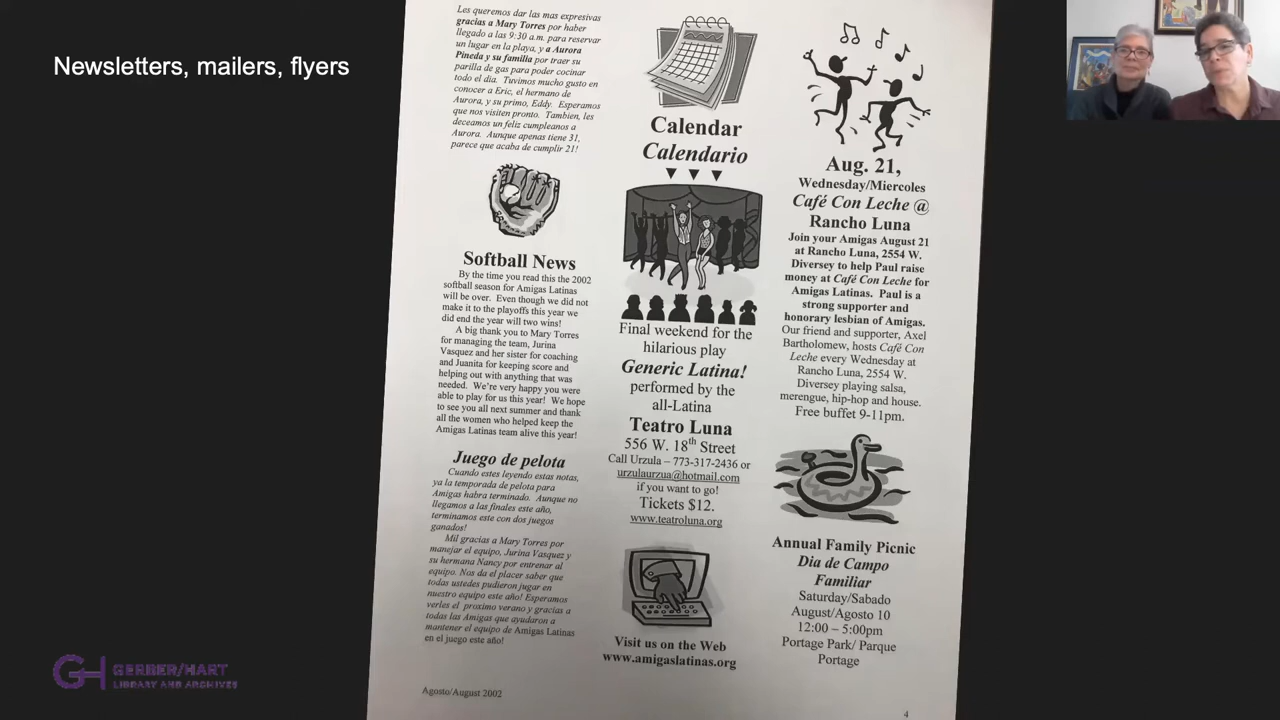 Newsletters, mailers, flyers
Les queremos dar las mas expresivas
gracias a Mary Torres por haber
llegado a las 9:30 a.m. para reservar
un lugar en la playa, y a Aurora
Pineda y su familia por traer su
parilla de gas para poder cocinar
todo el dia. Tuvimos mucho gusto en
conocer a Eric, el hermano de
Aurora, y su primo, Eddy. Esperamos
que nos visiten pronto. Tambien, les
deceamos un feliz cumpleanos a
Aurora. Aunque apenas tiene 31,
parece que acaba de cumplir 21!
Softball News
By the time you read this the 2002
softball season for Amigas Latinas
will be over. Even though we did not
make it to the playoffs this year we
did end the year will two wins!
A big thank you to Mary Torres
for managing the team, Jurina
Vasquez and her sister for coaching
and Juanita for keeping score and
helping out with anything that was
needed. We're very happy you were
able to play for us this year! We hope
to see you all next summer and thank
all the women who helped keep the
Amigas Latinas team alive this year!
Juego de pelota
Cuando estes leyendo estas notas,
ya la temporada de pelota para
Amigas habra terminado. Aunque no
llegamos a las finales este año,
terminamos este con dos juegos
ganados!
Mil gracias a Mary Torres por
manejar el equipo, Jurina Vasquez y
su hermana Nancy por entrenar al
equipo. Nos da el placer saber que
todas ustedes pudieron jugar en
nuestro equipo este año! Esperamos
verles el proximo verano y gracias a
todas las Amigas que ayudaron a
mantener el equipo de Amigas Latinas
en el juego este año!
Agosto/August 2002
Calendar
Calendario
Final weekend for the
hilarious play
Generic Latina!
performed by the
all-Latina
Teatro Luna
556 W. 18th Street
Call Urzula – 773-317-2436 or
urzulaurzua@hotmail.com
if you want to go!
Tickets $12.
www.teatroluna.org
Visit us on the Web
www.amigaslatinas.org
Aug. 21,
Wednesday/Miercoles
Café Con Leche @
Rancho Luna
Join your Amigas August 21
at Rancho Luna, 2554 W.
Diversey to help Paul raise
money at Café Con Leche for
Amigas Latinas. Paul is a
strong supporter and
honorary lesbian of Amigas.
Our friend and supporter, Axel
Bartholomew, hosts Café Con
Leche every Wednesday at
Rancho Luna, 2554 W.
Diversey playing salsa,
merengue, hip-hop and house.
Free buffet 9-11pm.
Annual Family Picnic
Dia de Campo
Familiar
Saturday/Sabado
August/Agosto 10
12:00 – 5:00pm
Portage Park/ Parque
Portage
4
GH GERBER/HART
LIBRARY AND ARCHIVES